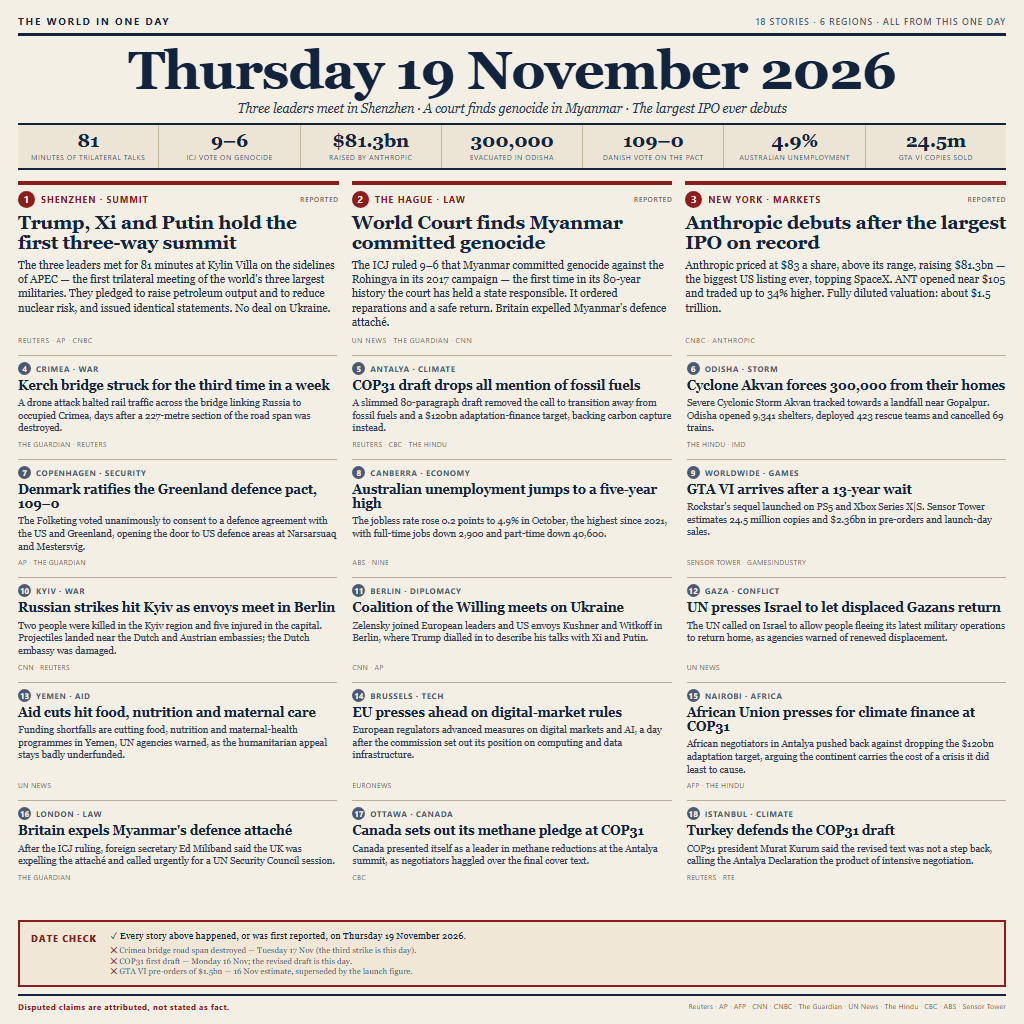 THE WORLD IN ONE DAY
18 STORIES · 6 REGIONS · ALL FROM THIS ONE DAY
Thursday 19 November 2026
Three leaders meet in Shenzhen · A court finds genocide in Myanmar · The largest IPO ever debuts
81
MINUTES OF TRILATERAL TALKS
9–6
ICJ VOTE ON GENOCIDE
$81.3bn
RAISED BY ANTHROPIC
300,000
EVACUATED IN ODISHA
109–0
DANISH VOTE ON THE PACT
4.9%
AUSTRALIAN UNEMPLOYMENT
24.5m
GTA VI COPIES SOLD
1 SHENZHEN · SUMMIT
REPORTED
Trump, Xi and Putin hold the
first three-way summit
The three leaders met for 81 minutes at Kylin Villa on the sidelines
of APEC — the first trilateral meeting of the world's three largest
militaries. They pledged to raise petroleum output and to reduce
nuclear risk, and issued identical statements. No deal on Ukraine.
REUTERS · AP · CNBC
2 THE HAGUE · LAW
REPORTED
World Court finds Myanmar
committed genocide
The ICJ ruled 9–6 that Myanmar committed genocide against the
Rohingya in its 2017 campaign — the first time in its 80-year
history the court has held a state responsible. It ordered
reparations and a safe return. Britain expelled Myanmar's defence
attaché.
UN NEWS · THE GUARDIAN · CNN
3 NEW YORK · MARKETS
REPORTED
Anthropic debuts after the largest
IPO on record
Anthropic priced at $83 a share, above its range, raising $81.3bn —
the biggest US listing ever, topping SpaceX. ANT opened near $105
and traded up to 34% higher. Fully diluted valuation: about $1.5
trillion.
CNBC · ANTHROPIC
4 CRIMEA · WAR
Kerch bridge struck for the third time in a week
A drone attack halted rail traffic across the bridge linking Russia to
occupied Crimea, days after a 227-metre section of the road span was
destroyed.
THE GUARDIAN · REUTERS
5 ANTALYA · CLIMATE
COP31 draft drops all mention of fossil fuels
A slimmed 80-paragraph draft removed the call to transition away from
fossil fuels and a $120bn adaptation-finance target, backing carbon capture
instead.
REUTERS · CBC · THE HINDU
6 ODISHA · STORM
Cyclone Akvan forces 300,000 from their homes
Severe Cyclonic Storm Akvan tracked towards a landfall near Gopalpur.
Odisha opened 9,341 shelters, deployed 423 rescue teams and cancelled 69
trains.
THE HINDU · IMD
7 COPENHAGEN · SECURITY
Denmark ratifies the Greenland defence pact,
109–0
The Folketing voted unanimously to consent to a defence agreement with
the US and Greenland, opening the door to US defence areas at Narsarsuaq
and Mestersvig.
AP · THE GUARDIAN
8 CANBERRA · ECONOMY
Australian unemployment jumps to a five-year
high
The jobless rate rose 0.2 points to 4.9% in October, the highest since 2021,
with full-time jobs down 2,900 and part-time down 40,600.
ABS · NINE
9 WORLDWIDE · GAMES
GTA VI arrives after a 13-year wait
Rockstar's sequel launched on PS5 and Xbox Series X|S. Sensor Tower
estimates 24.5 million copies and $2.36bn in pre-orders and launch-day
sales.
SENSOR TOWER · GAMESINDUSTRY
10 KYIV · WAR
Russian strikes hit Kyiv as envoys meet in Berlin
Two people were killed in the Kyiv region and five injured in the capital.
Projectiles landed near the Dutch and Austrian embassies; the Dutch
embassy was damaged.
CNN · REUTERS
11 BERLIN · DIPLOMACY
Coalition of the Willing meets on Ukraine
Zelensky joined European leaders and US envoys Kushner and Witkoff in
Berlin, where Trump dialled in to describe his talks with Xi and Putin.
CNN · AP
12 GAZA · CONFLICT
UN presses Israel to let displaced Gazans return
The UN called on Israel to allow people fleeing its latest military operations
to return home, as agencies warned of renewed displacement.
UN NEWS
13 YEMEN · AID
Aid cuts hit food, nutrition and maternal care
Funding shortfalls are cutting food, nutrition and maternal-health
programmes in Yemen, UN agencies warned, as the humanitarian appeal
stays badly underfunded.
UN NEWS
14 BRUSSELS · TECH
EU presses ahead on digital-market rules
European regulators advanced measures on digital markets and AI, a day
after the commission set out its position on computing and data
infrastructure.
EURONEWS
15 NAIROBI · AFRICA
African Union presses for climate finance at
COP31
African negotiators in Antalya pushed back against dropping the $120bn
adaptation target, arguing the continent carries the cost of a crisis it did
least to cause.
AFP · THE HINDU
16 LONDON · LAW
Britain expels Myanmar's defence attaché
After the ICJ ruling, foreign secretary Ed Miliband said the UK was
expelling the attaché and called urgently for a UN Security Council session.
THE GUARDIAN
17 OTTAWA · CANADA
Canada sets out its methane pledge at COP31
Canada presented itself as a leader in methane reductions at the Antalya
summit, as negotiators haggled over the final cover text.
CBC
18 ISTANBUL · CLIMATE
Turkey defends the COP31 draft
COP31 president Murat Kurum said the revised text was not a step back,
calling the Antalya Declaration the product of intensive negotiation.
REUTERS · RTE
DATE CHECK
✓ Every story above happened, or was first reported, on Thursday 19 November 2026.
✕ Crimea bridge road span destroyed — Tuesday 17 Nov (the third strike is this day).
✕ COP31 first draft — Monday 16 Nov; the revised draft is this day.
✕ GTA VI pre-orders of $1.5bn — 16 Nov estimate, superseded by the launch figure.
Disputed claims are attributed, not stated as fact.
Reuters · AP · AFP · CNN · CNBC · The Guardian · UN News · The Hindu · CBC · ABS · Sensor Tower